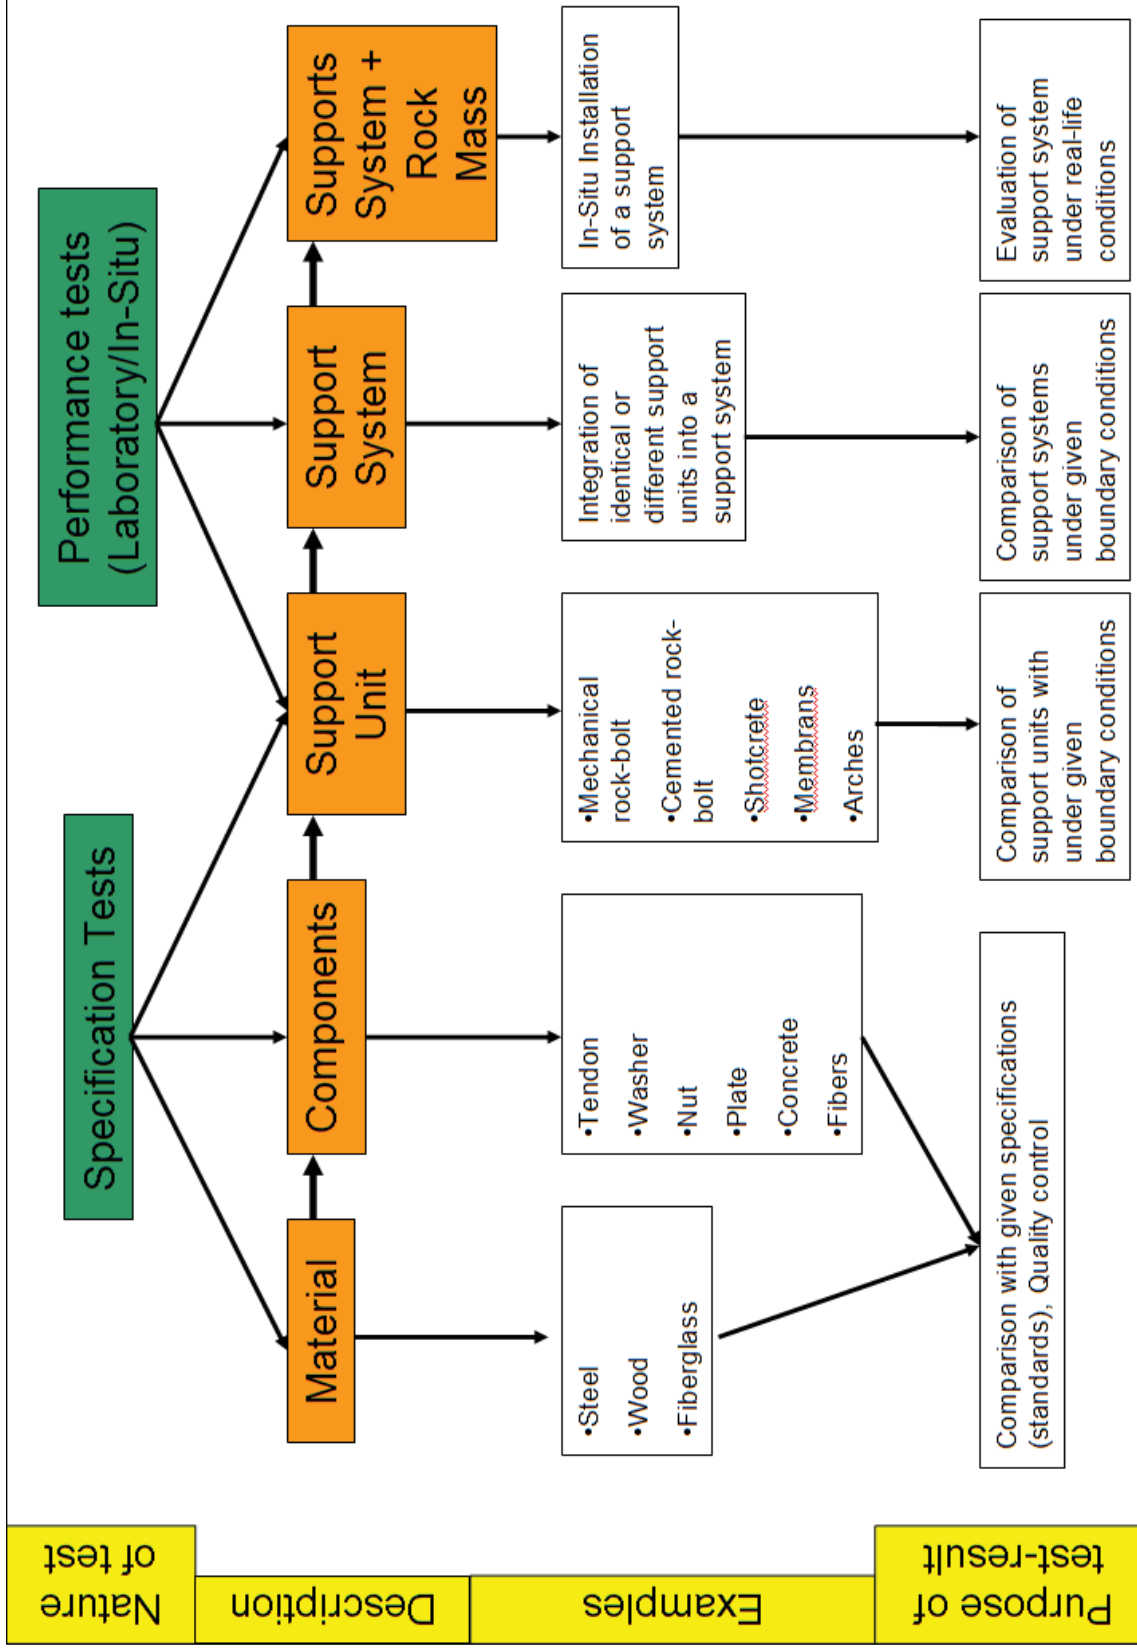 Nature
of test
Specification Tests
Performance tests
(Laboratory/In-Situ)
Description
Material
Components
Support
Unit
Support
System
Supports
System +
Rock
Mass
Examples
•Steel
•Wood
•Fiberglass
•Tendon
•Washer
•Nut
•Plate
•Concrete
•Fibers
•Mechanical
rock-bolt
•Cemented rock-
bolt
•Shotcrete
•Membrans
•Arches
Integration of
identical or
different support
units into a
support system
In-Situ Installation
of a support
system
Purpose of
test-result
Comparison with given specifications
(standards), Quality control
Comparison of
support units with
under given
boundary conditions
Comparison of
support systems
under given
boundary conditions
Evaluation of
support system
under real-life
conditions